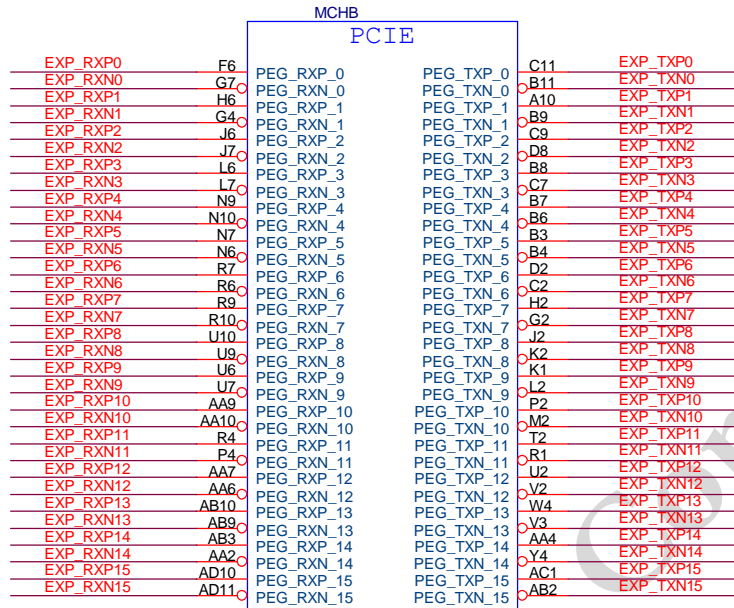 MCHB
PCIE
EXP_RXP0 F6 PEG_RXP_0 PEG_TXP_0 C11 EXP_TXP0
EXP_RXN0 G7 PEG_RXN_0 PEG_TXN_0 B11 EXP_TXN0
EXP_RXP1 H6 PEG_RXP_1 PEG_TXP_1 A10 EXP_TXP1
EXP_RXN1 G4 PEG_RXN_1 PEG_TXN_1 B9 EXP_TXN1
EXP_RXP2 J6 PEG_RXP_2 PEG_TXP_2 C9 EXP_TXP2
EXP_RXN2 J7 PEG_RXN_2 PEG_TXN_2 D8 EXP_TXN2
EXP_RXP3 L6 PEG_RXP_3 PEG_TXP_3 B8 EXP_TXP3
EXP_RXN3 L7 PEG_RXN_3 PEG_TXN_3 C7 EXP_TXN3
EXP_RXP4 N9 PEG_RXP_4 PEG_TXP_4 B7 EXP_TXP4
EXP_RXN4 N10 PEG_RXN_4 PEG_TXN_4 B6 EXP_TXN4
EXP_RXP5 N7 PEG_RXP_5 PEG_TXP_5 B3 EXP_TXP5
EXP_RXN5 N6 PEG_RXN_5 PEG_TXN_5 B4 EXP_TXN5
EXP_RXP6 R7 PEG_RXP_6 PEG_TXP_6 D2 EXP_TXP6
EXP_RXN6 R6 PEG_RXN_6 PEG_TXN_6 C2 EXP_TXN6
EXP_RXP7 R9 PEG_RXP_7 PEG_TXP_7 H2 EXP_TXP7
EXP_RXN7 R10 PEG_RXN_7 PEG_TXN_7 G2 EXP_TXN7
EXP_RXP8 U10 PEG_RXP_8 PEG_TXP_8 J2 EXP_TXP8
EXP_RXN8 U9 PEG_RXN_8 PEG_TXN_8 K2 EXP_TXN8
EXP_RXP9 U6 PEG_RXP_9 PEG_TXP_9 K1 EXP_TXP9
EXP_RXN9 U7 PEG_RXN_9 PEG_TXN_9 L2 EXP_TXN9
EXP_RXP10 AA9 PEG_RXP_10 PEG_TXP_10 P2 EXP_TXP10
EXP_RXN10 AA10 PEG_RXN_10 PEG_TXN_10 M2 EXP_TXN10
EXP_RXP11 R4 PEG_RXP_11 PEG_TXP_11 T2 EXP_TXP11
EXP_RXN11 P4 PEG_RXN_11 PEG_TXN_11 R1 EXP_TXN11
EXP_RXP12 AA7 PEG_RXP_12 PEG_TXP_12 U2 EXP_TXP12
EXP_RXN12 AA6 PEG_RXN_12 PEG_TXN_12 V2 EXP_TXN12
EXP_RXP13 AB10 PEG_RXP_13 PEG_TXP_13 W4 EXP_TXP13
EXP_RXN13 AB9 PEG_RXN_13 PEG_TXN_13 V3 EXP_TXN13
EXP_RXP14 AB3 PEG_RXP_14 PEG_TXP_14 AA4 EXP_TXP14
EXP_RXN14 AA2 PEG_RXN_14 PEG_TXN_14 Y4 EXP_TXN14
EXP_RXP15 AD10 PEG_RXP_15 PEG_TXP_15 AC1 EXP_TXP15
EXP_RXN15 AD11 PEG_RXN_15 PEG_TXN_15 AB2 EXP_TXN15